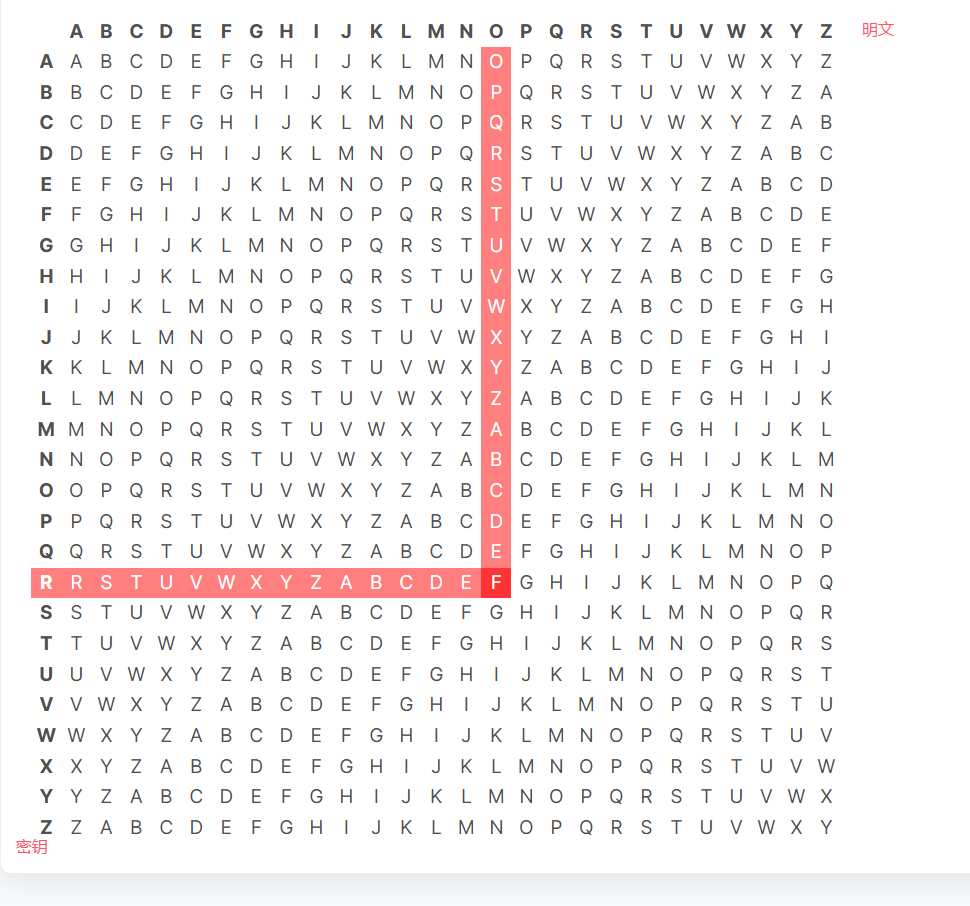 A B C D E F G H I J K L M N O P Q R S T U V W X Y Z 明文
A A B C D E F G H I J K L M N O P Q R S T U V W X Y Z
B B C D E F G H I J K L M N O P Q R S T U V W X Y Z A
C C D E F G H I J K L M N O P Q R S T U V W X Y Z A B
D D E F G H I J K L M N O P Q R S T U V W X Y Z A B C
E E F G H I J K L M N O P Q R S T U V W X Y Z A B C D
F F G H I J K L M N O P Q R S T U V W X Y Z A B C D E
G G H I J K L M N O P Q R S T U V W X Y Z A B C D E F
H H I J K L M N O P Q R S T U V W X Y Z A B C D E F G
I I J K L M N O P Q R S T U V W X Y Z A B C D E F G H
J J K L M N O P Q R S T U V W X Y Z A B C D E F G H I
K K L M N O P Q R S T U V W X Y Z A B C D E F G H I J
L L M N O P Q R S T U V W X Y Z A B C D E F G H I J K
M M N O P Q R S T U V W X Y Z A B C D E F G H I J K L
N N O P Q R S T U V W X Y Z A B C D E F G H I J K L M
O O P Q R S T U V W X Y Z A B C D E F G H I J K L M N
P P Q R S T U V W X Y Z A B C D E F G H I J K L M N O
Q Q R S T U V W X Y Z A B C D E F G H I J K L M N O P
R R S T U V W X Y Z A B C D E F G H I J K L M N O P Q
S S T U V W X Y Z A B C D E F G H I J K L M N O P Q R
T T U V W X Y Z A B C D E F G H I J K L M N O P Q R S
U U V W X Y Z A B C D E F G H I J K L M N O P Q R S T
V V W X Y Z A B C D E F G H I J K L M N O P Q R S T U
W W X Y Z A B C D E F G H I J K L M N O P Q R S T U V
X X Y Z A B C D E F G H I J K L M N O P Q R S T U V W
Y Y Z A B C D E F G H I J K L M N O P Q R S T U V W X
Z Z A B C D E F G H I J K L M N O P Q R S T U V W X Y
密钥